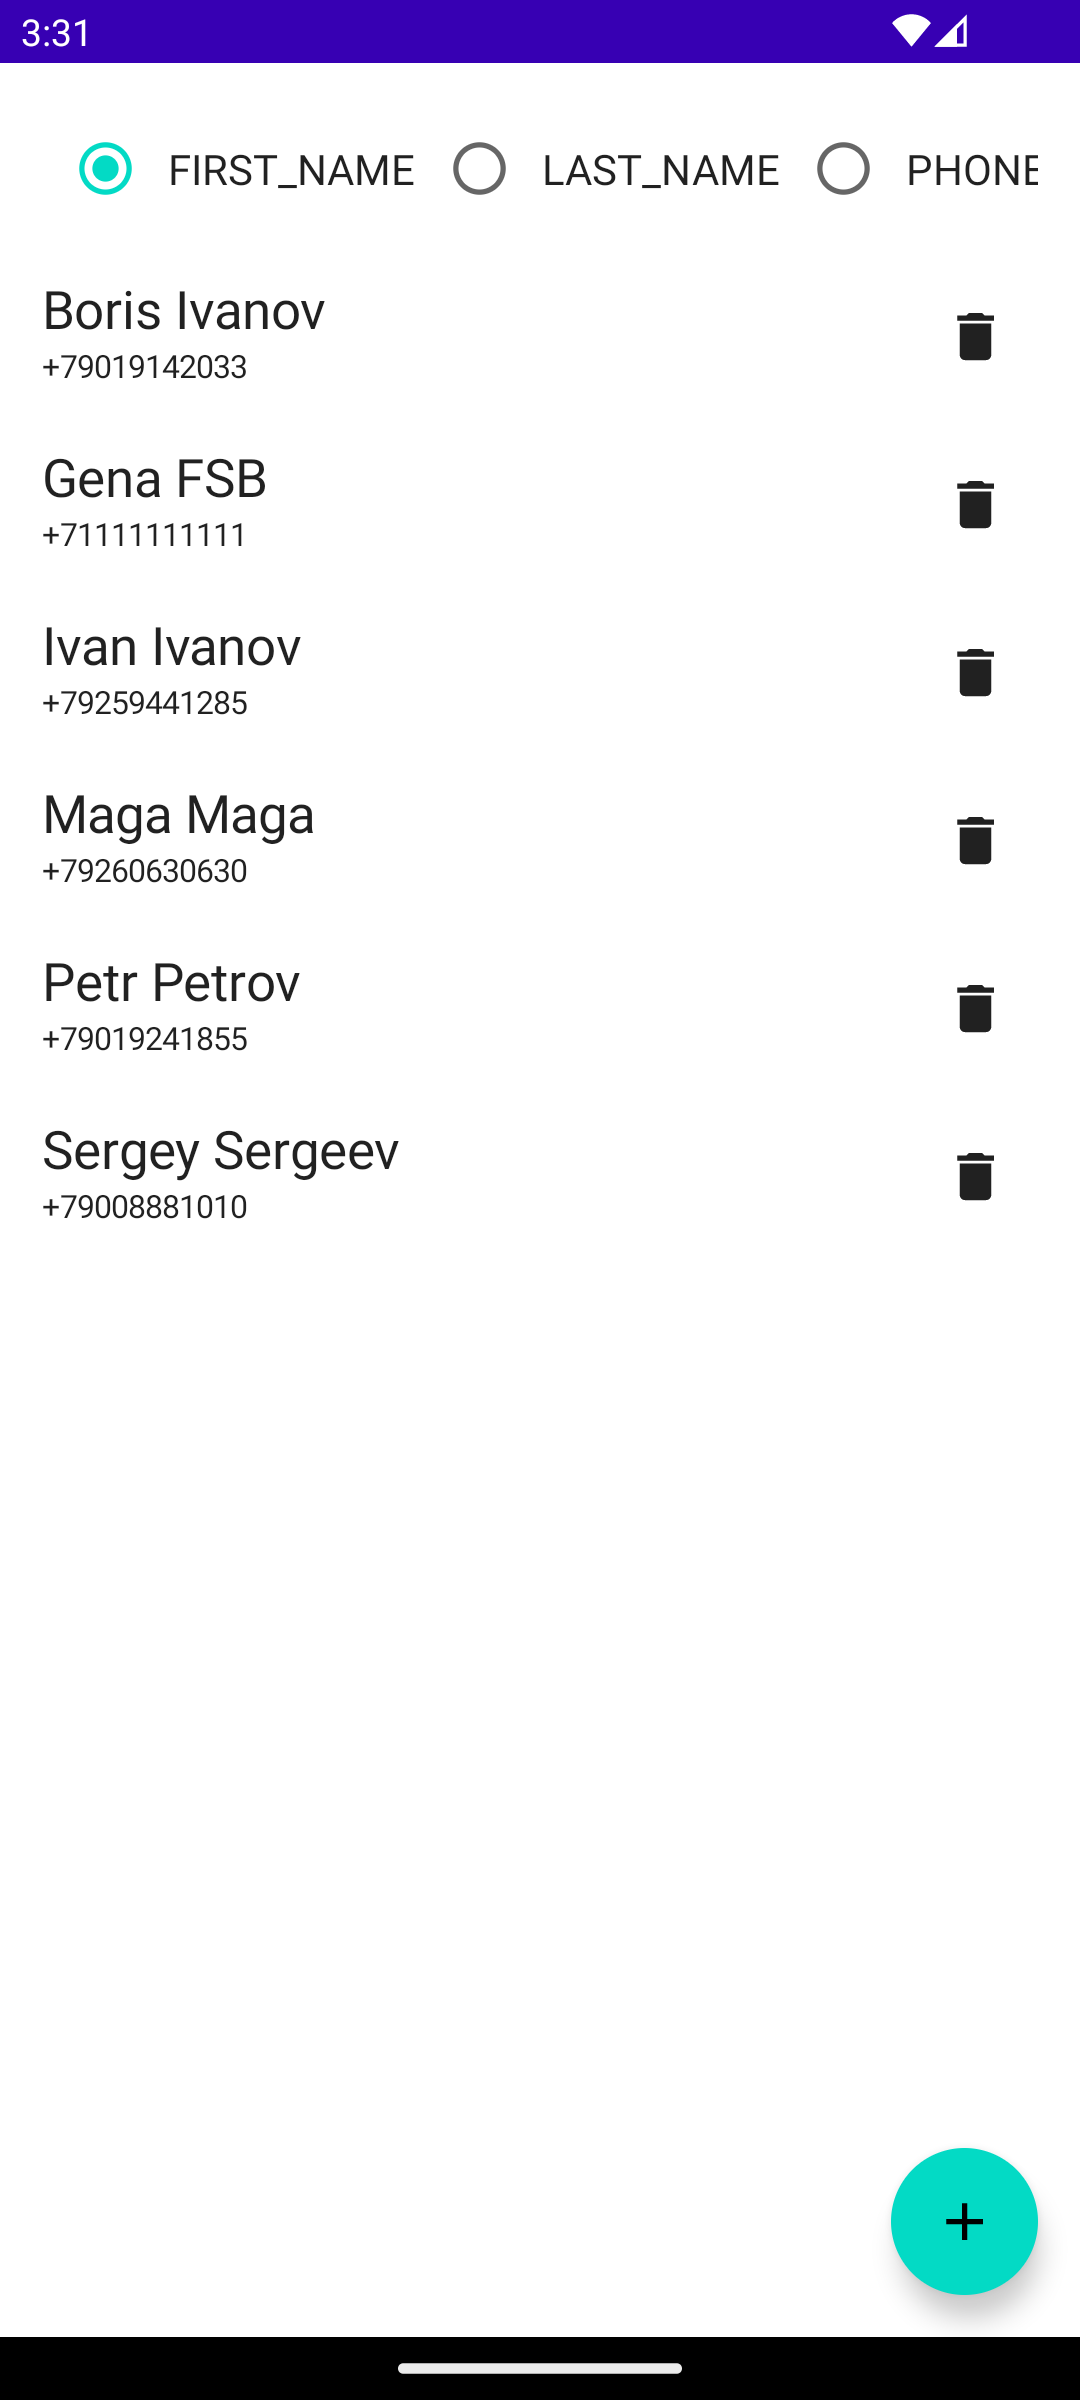 3:31
FIRST_NAME LAST_NAME PHONE
Boris Ivanov
+79019142033
Gena FSB
+71111111111
Ivan Ivanov
+79259441285
Maga Maga
+79260630630
Petr Petrov
+79019241855
Sergey Sergeev
+79008881010